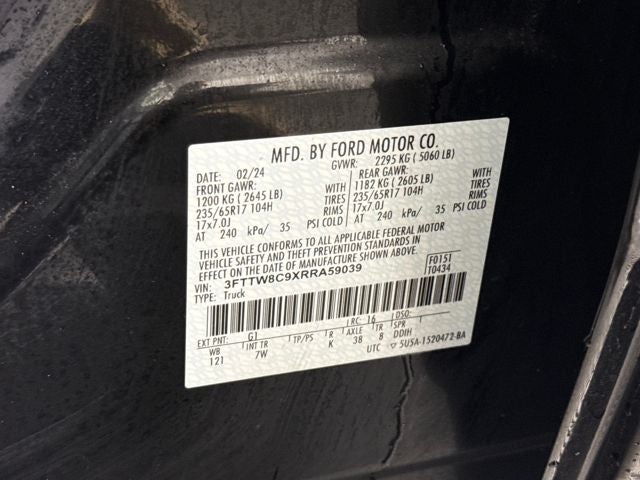 MFD. BY FORD MOTOR CO.
DATE: 02/24 GVWR: 2295 KG ( 5060 LB)
FRONT GAWR: REAR GAWR:
1200 KG ( 2645 LB) WITH 1182 KG ( 2605 LB) WITH
235/65R17 104H TIRES 235/65R17 104H TIRES
17x7.0J RIMS 17x7.0J RIMS
AT 240 kPa/ 35 PSI COLD AT 240 kPa/ 35 PSI COLD
THIS VEHICLE CONFORMS TO ALL APPLICABLE FEDERAL MOTOR
VEHICLE SAFETY AND THEFT PREVENTION STANDARDS IN
EFFECT ON THE DATE OF MANUFACTURE SHOWN ABOVE.
VIN: 3FTTW8C9XRRA59039 F0151
TYPE: Truck T0434
EXT PNT: G1 RC: 16 DSO:
WB INT TR TP/PS R AXLE TR SPR
121 7W K 38 8 DDIH
UTC ▽ 5U5A-1520472-BA